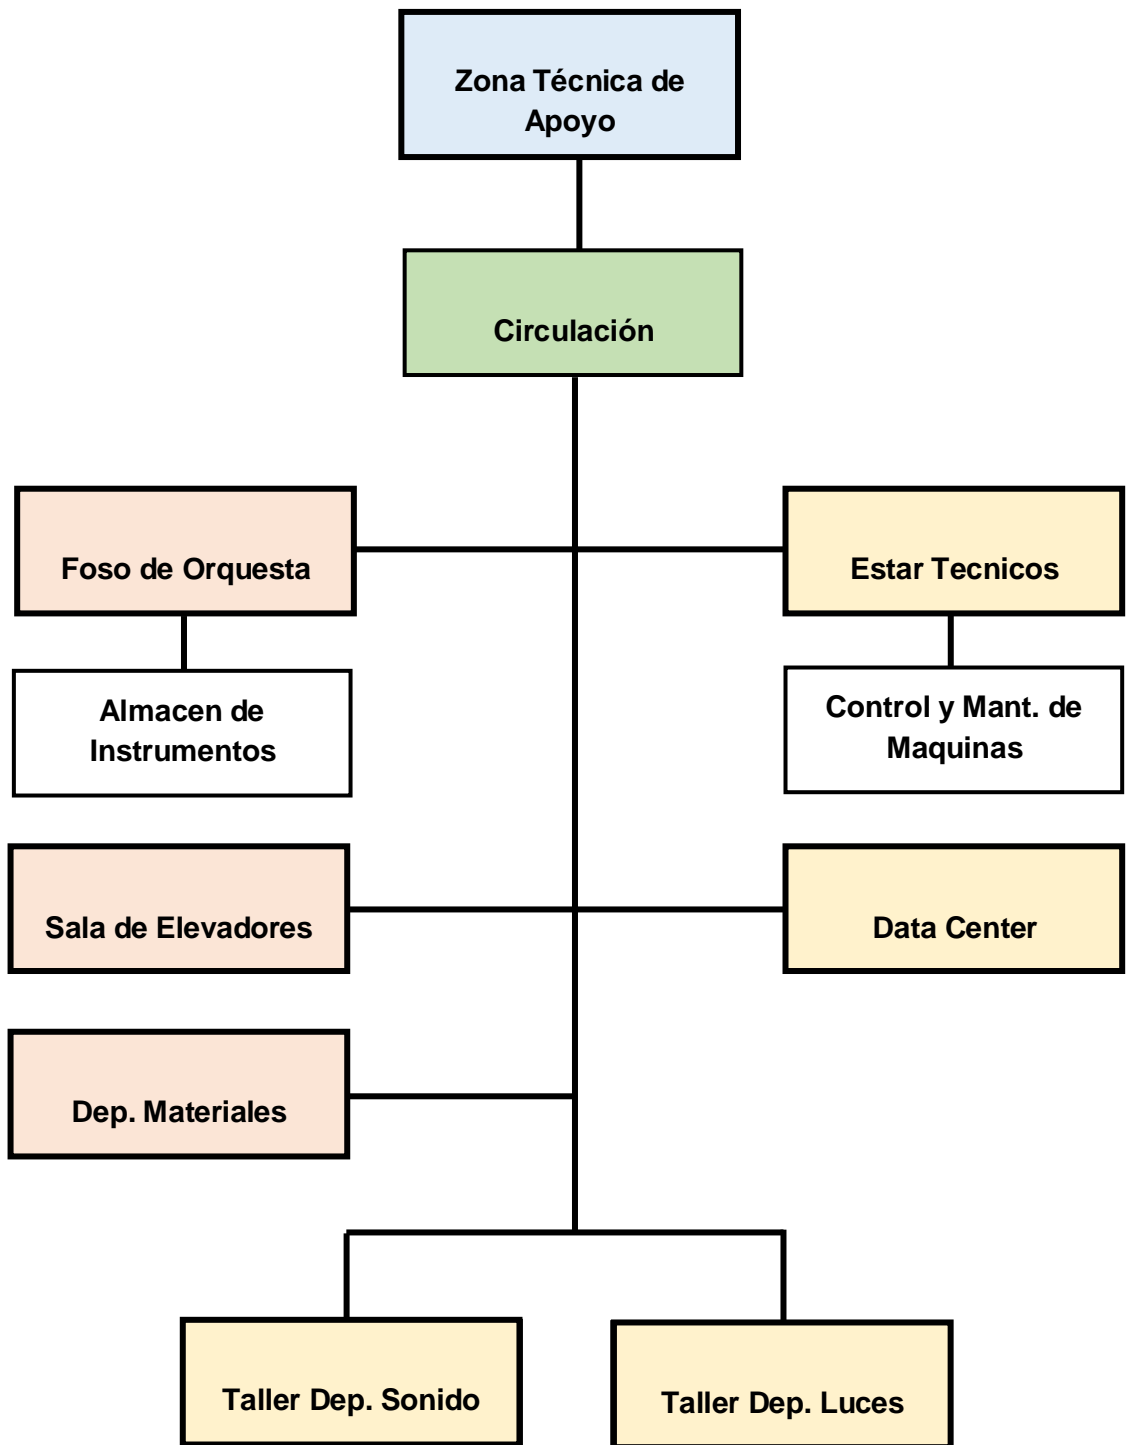 Zona Técnica de
Apoyo
Circulación
Foso de Orquesta
Estar Tecnicos
Almacen de
Instrumentos
Control y Mant. de
Maquinas
Sala de Elevadores
Data Center
Dep. Materiales
Taller Dep. Sonido
Taller Dep. Luces